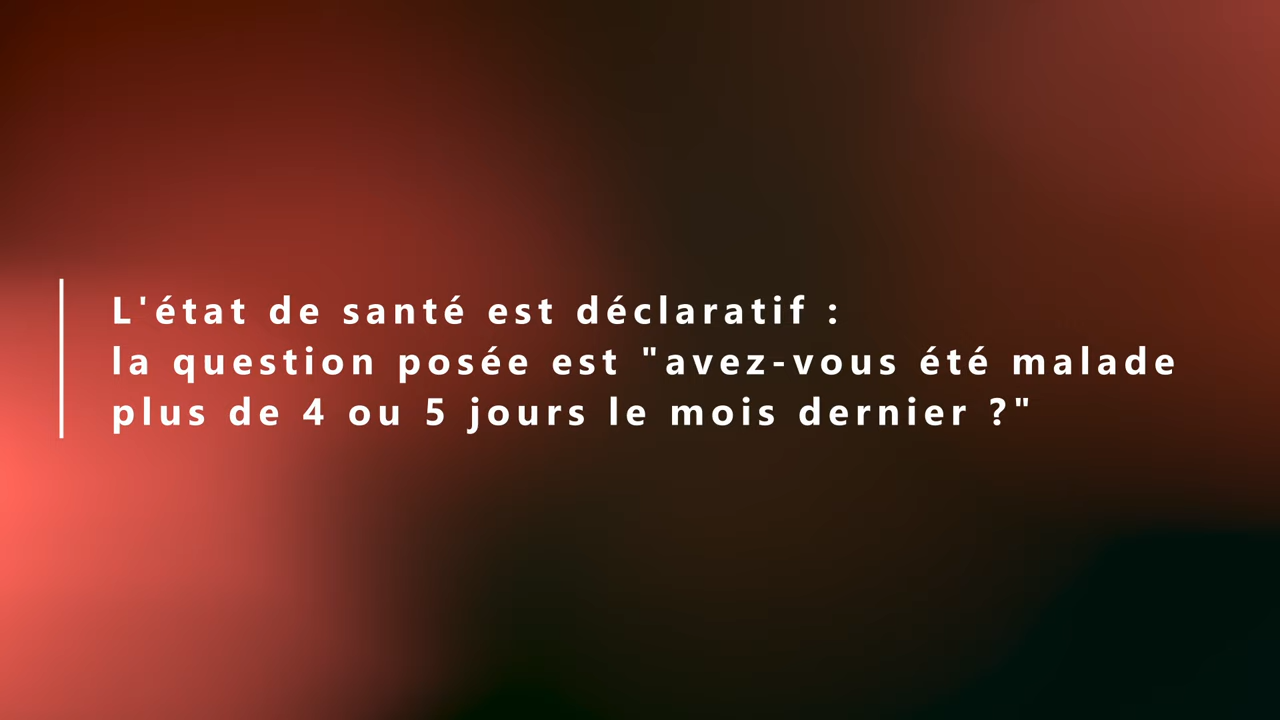 L'état de santé est déclaratif :
la question posée est "avez-vous été malade
plus de 4 ou 5 jours le mois dernier ?"